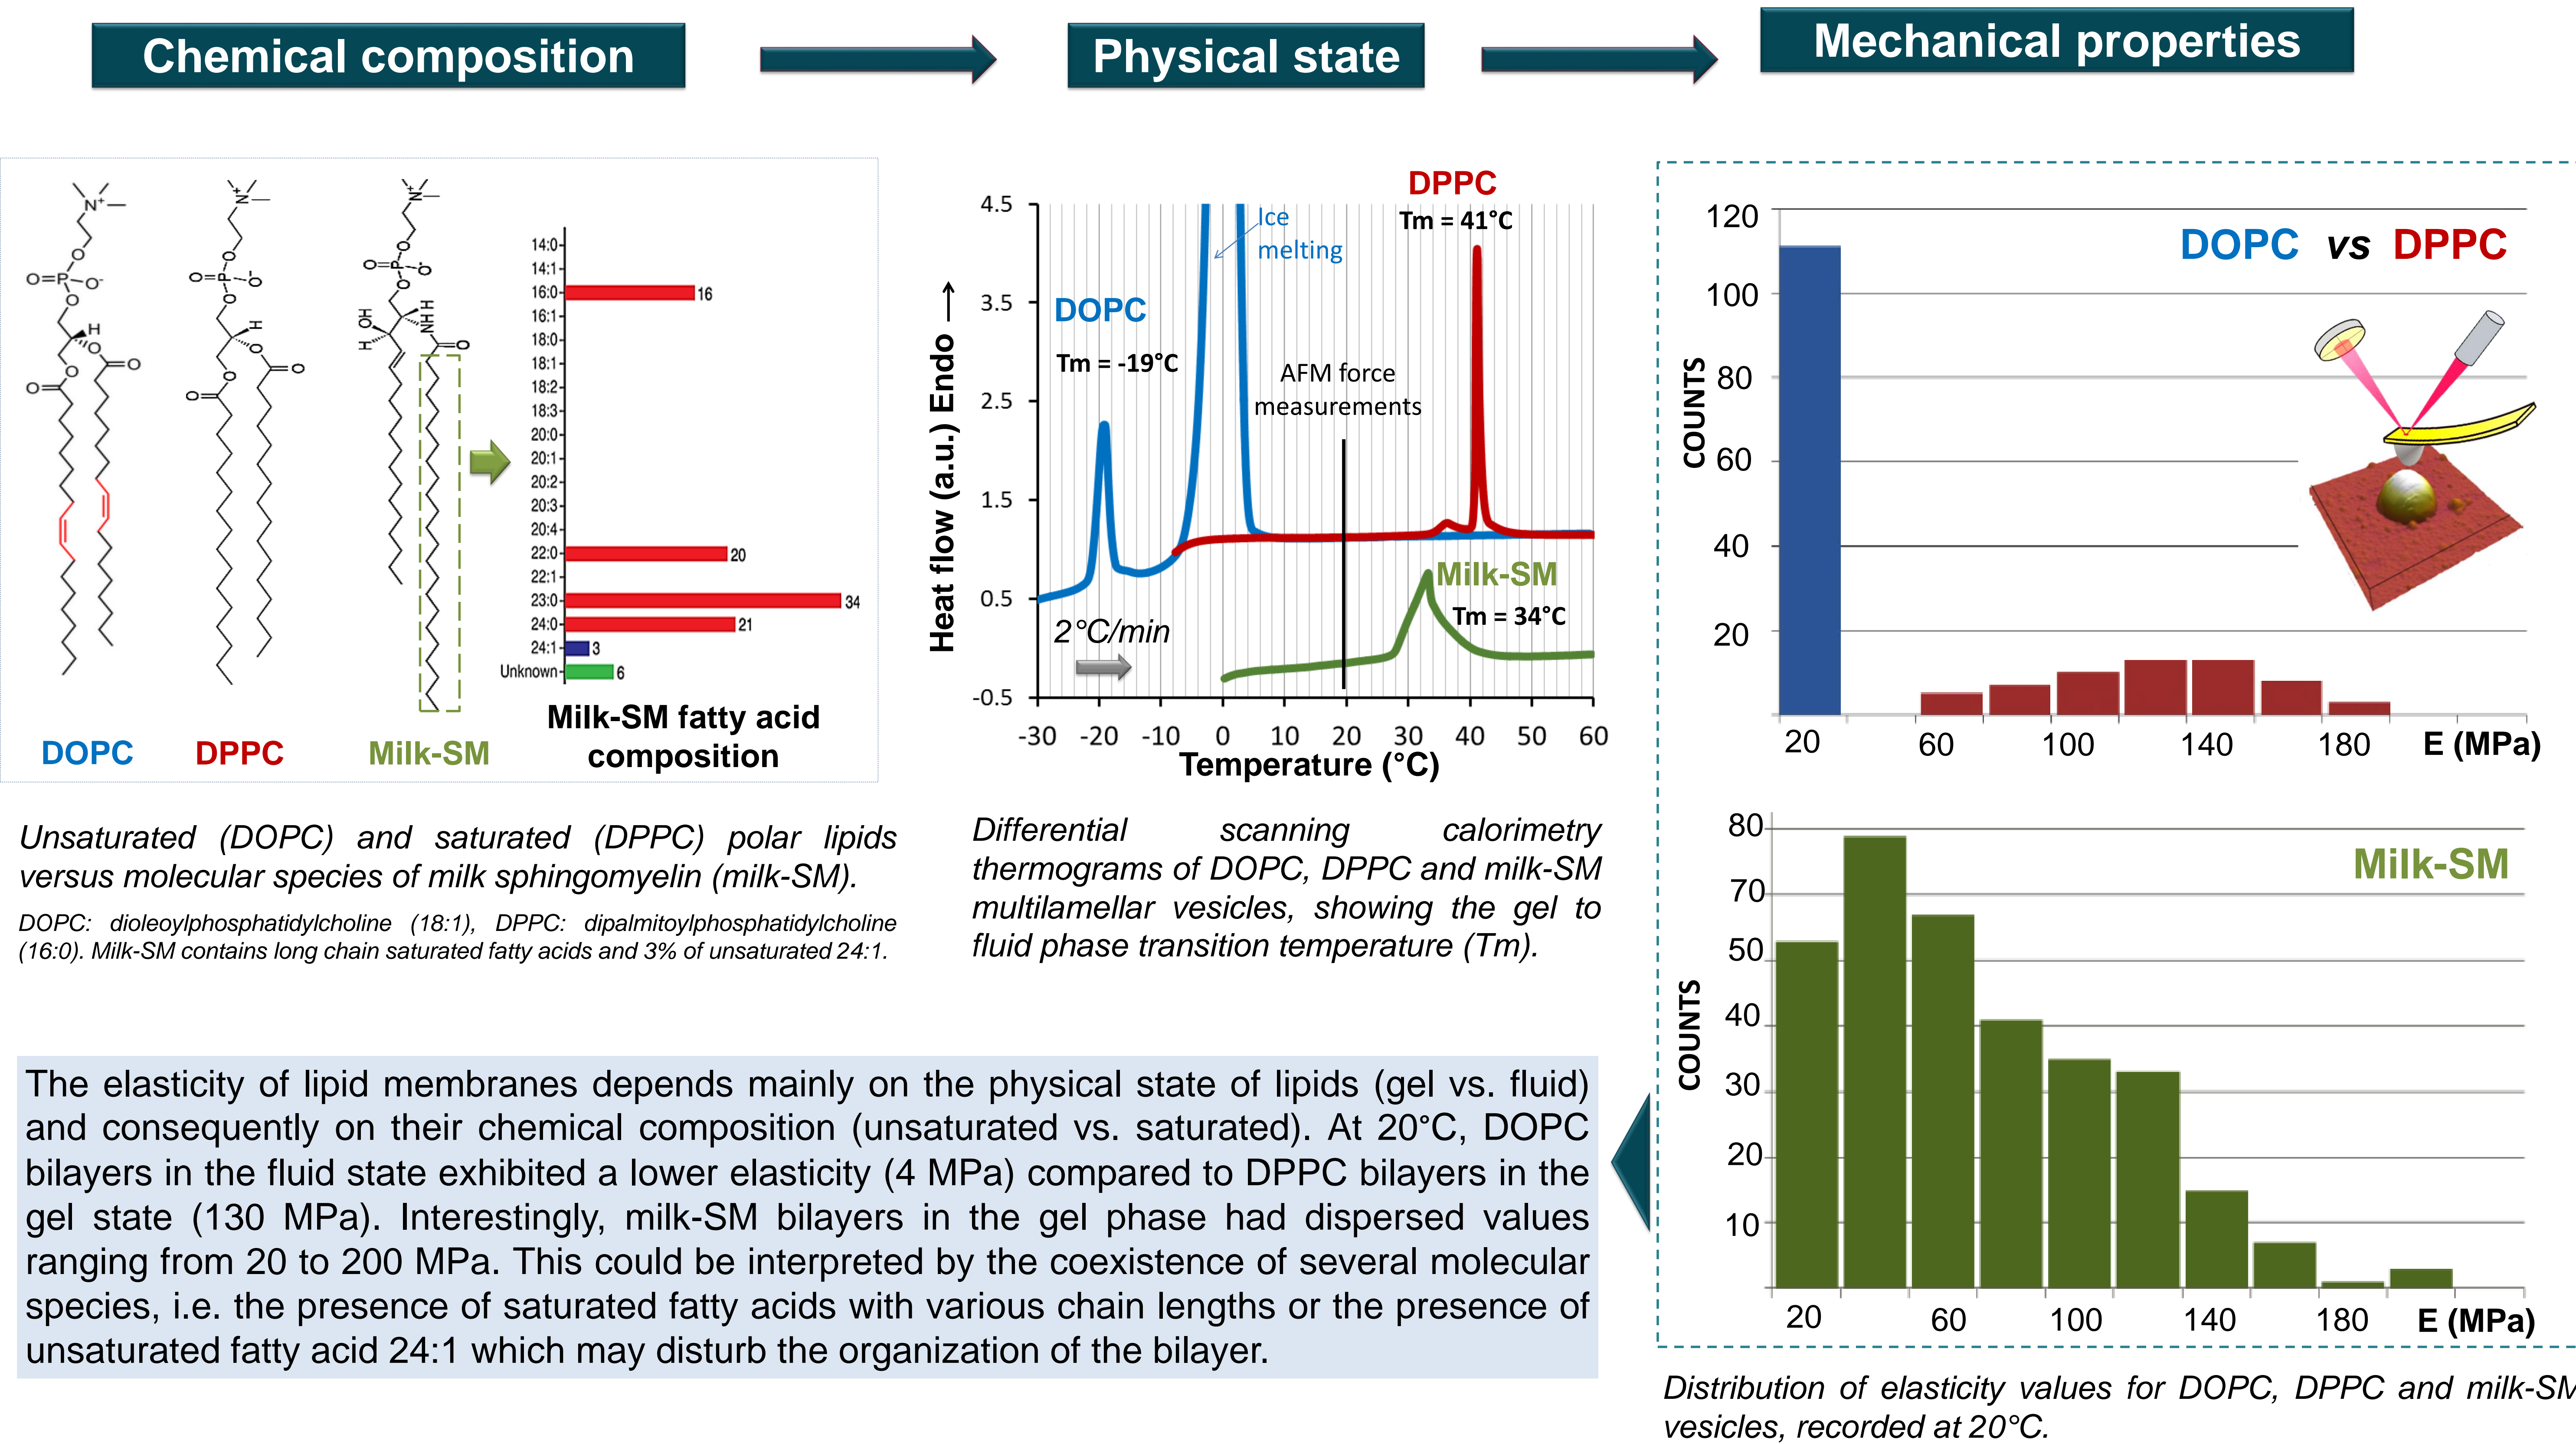 Chemical composition
Physical state
Mechanical properties
N+
O
O=P-O-
O
H
O
O
O
O
N+
O
O=P-O-
O
H
O
O
O
O
N+
O
O=P-O-
O
HO
H
NH
H
O
DOPC
DPPC
Milk-SM
14:0
14:1
16:0
16
16:1
18:0
18:1
18:2
18:3
20:0
20:1
20:2
20:3
20:4
22:0
20
22:1
23:0
34
24:0
21
24:1
3
Unknown
6
Milk-SM fatty acid
composition
Unsaturated (DOPC) and saturated (DPPC) polar lipids
versus molecular species of milk sphingomyelin (milk-SM).
DOPC: dioleoylphosphatidylcholine (18:1), DPPC: dipalmitoylphosphatidylcholine
(16:0). Milk-SM contains long chain saturated fatty acids and 3% of unsaturated 24:1.
Heat flow (a.u.) Endo →
4.5
3.5
2.5
1.5
0.5
-0.5
DOPC
Tm = -19°C
Ice
melting
DPPC
Tm = 41°C
AFM force
measurements
Milk-SM
Tm = 34°C
2°C/min
-30 -20 -10 0 10 20 30 40 50 60
Temperature (°C)
Differential scanning calorimetry
thermograms of DOPC, DPPC and milk-SM
multilamellar vesicles, showing the gel to
fluid phase transition temperature (Tm).
DOPC vs DPPC
COUNTS
120
100
80
60
40
20
20 60 100 140 180 E (MPa)
Milk-SM
COUNTS
80
70
50
40
30
20
10
20 60 100 140 180 E (MPa)
Distribution of elasticity values for DOPC, DPPC and milk-SM
vesicles, recorded at 20°C.
The elasticity of lipid membranes depends mainly on the physical state of lipids (gel vs. fluid)
and consequently on their chemical composition (unsaturated vs. saturated). At 20°C, DOPC
bilayers in the fluid state exhibited a lower elasticity (4 MPa) compared to DPPC bilayers in the
gel state (130 MPa). Interestingly, milk-SM bilayers in the gel phase had dispersed values
ranging from 20 to 200 MPa. This could be interpreted by the coexistence of several molecular
species, i.e. the presence of saturated fatty acids with various chain lengths or the presence of
unsaturated fatty acid 24:1 which may disturb the organization of the bilayer.